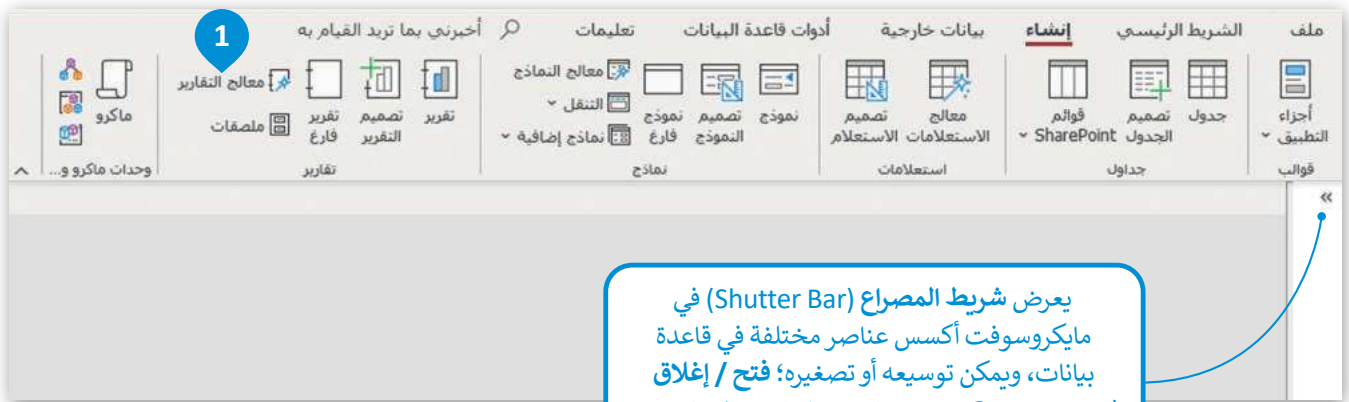 ملف الشريط الرئيسي إنشاء بيانات خارجية أدوات قاعدة البيانات تعليمات أخبرني بما تريد القيام به
1
أجزاء التطبيق
قوالب
جدول
تصميم الجدول
قوائم SharePoint
جداول
معالج الاستعلامات
تصميم الاستعلام
استعلامات
نموذج
تصميم النموذج
نموذج فارغ
معالج النماذج
التنقل
نماذج إضافية
نماذج
تقرير
تصميم التقرير
تقرير فارغ
معالج التقارير
ملصقات
تقارير
ماكرو
وحدات ماكرو و...
يعرض شريط المصراع (Shutter Bar) في
مايكروسوفت أكسس عناصر مختلفة في قاعدة
بيانات، ويمكن توسيعه أو تصغيره؛ فتح / إغلاق